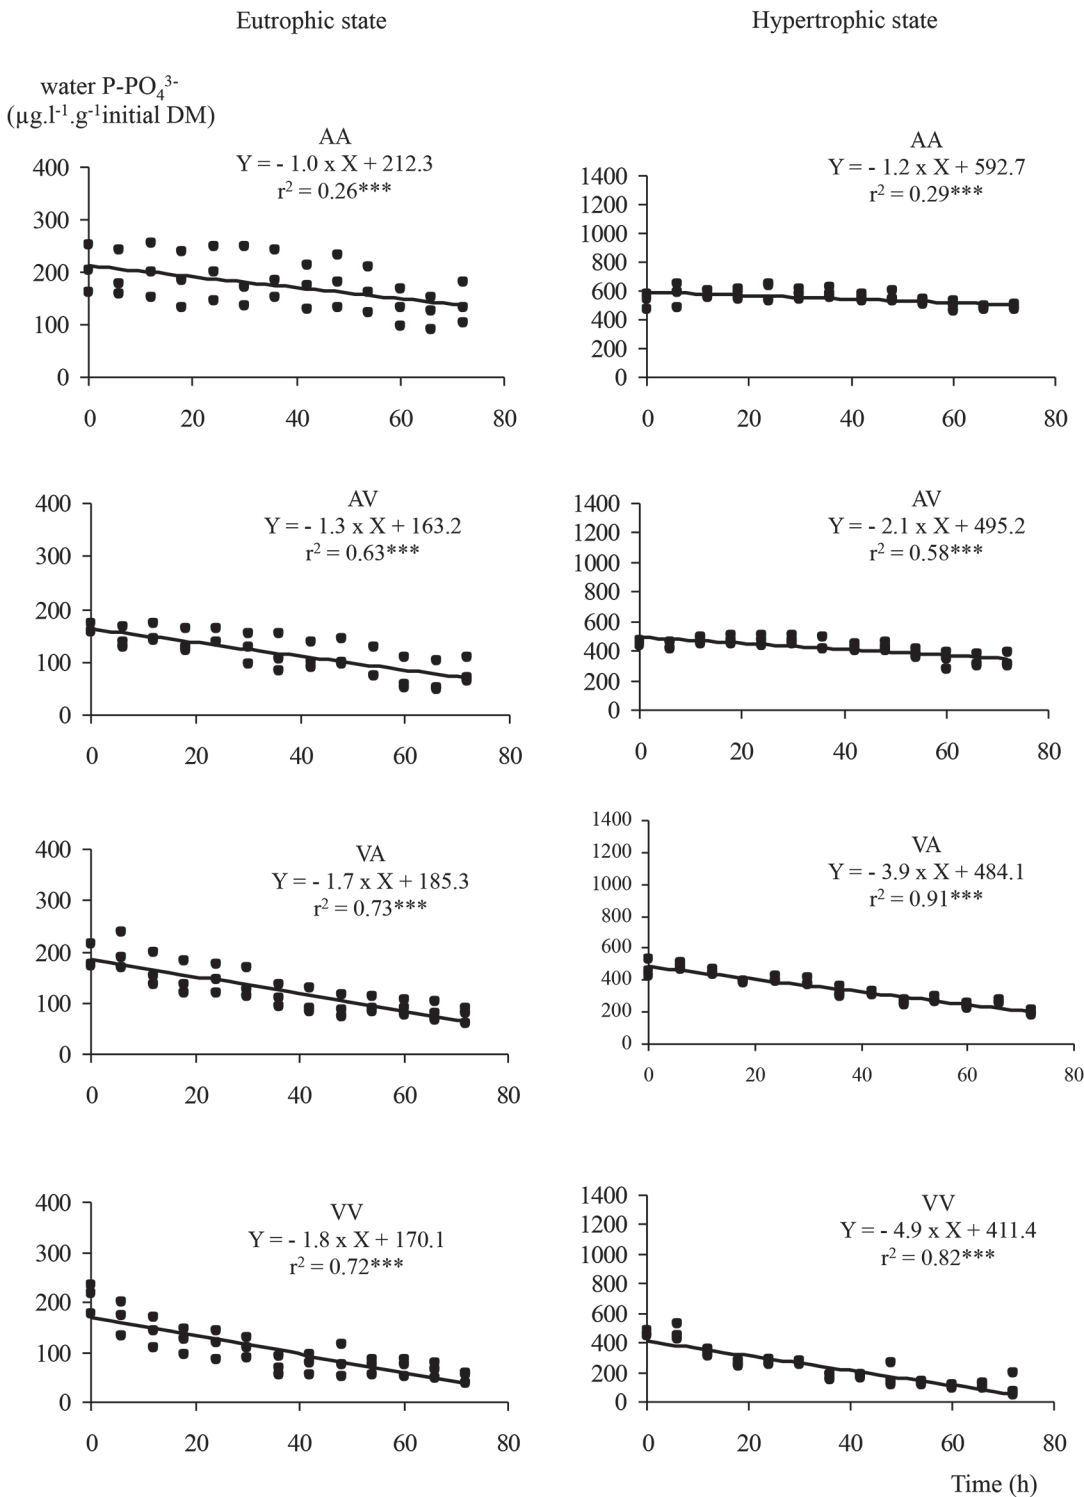 Eutrophic state
Hypertrophic state
water P-PO₄³⁻
(µg.l⁻¹.g⁻¹initial DM)
AA
Y = - 1.0 x X + 212.3
r² = 0.26***
400
300
200
100
0
0 20 40 60 80
AA
Y = - 1.2 x X + 592.7
r² = 0.29***
1400
1200
1000
800
600
400
200
0
0 20 40 60 80
AV
Y = - 1.3 x X + 163.2
r² = 0.63***
400
300
200
100
0
0 20 40 60 80
AV
Y = - 2.1 x X + 495.2
r² = 0.58***
1400
1200
1000
800
600
400
200
0
0 20 40 60 80
VA
Y = - 1.7 x X + 185.3
r² = 0.73***
400
300
200
100
0
0 20 40 60 80
VA
Y = - 3.9 x X + 484.1
r² = 0.91***
1400
1200
1000
800
600
400
200
0
0 20 40 60 80
VV
Y = - 1.8 x X + 170.1
r² = 0.72***
400
300
200
100
0
0 20 40 60 80
VV
Y = - 4.9 x X + 411.4
r² = 0.82***
1400
1200
1000
800
600
400
200
0
0 20 40 60 80
Time (h)